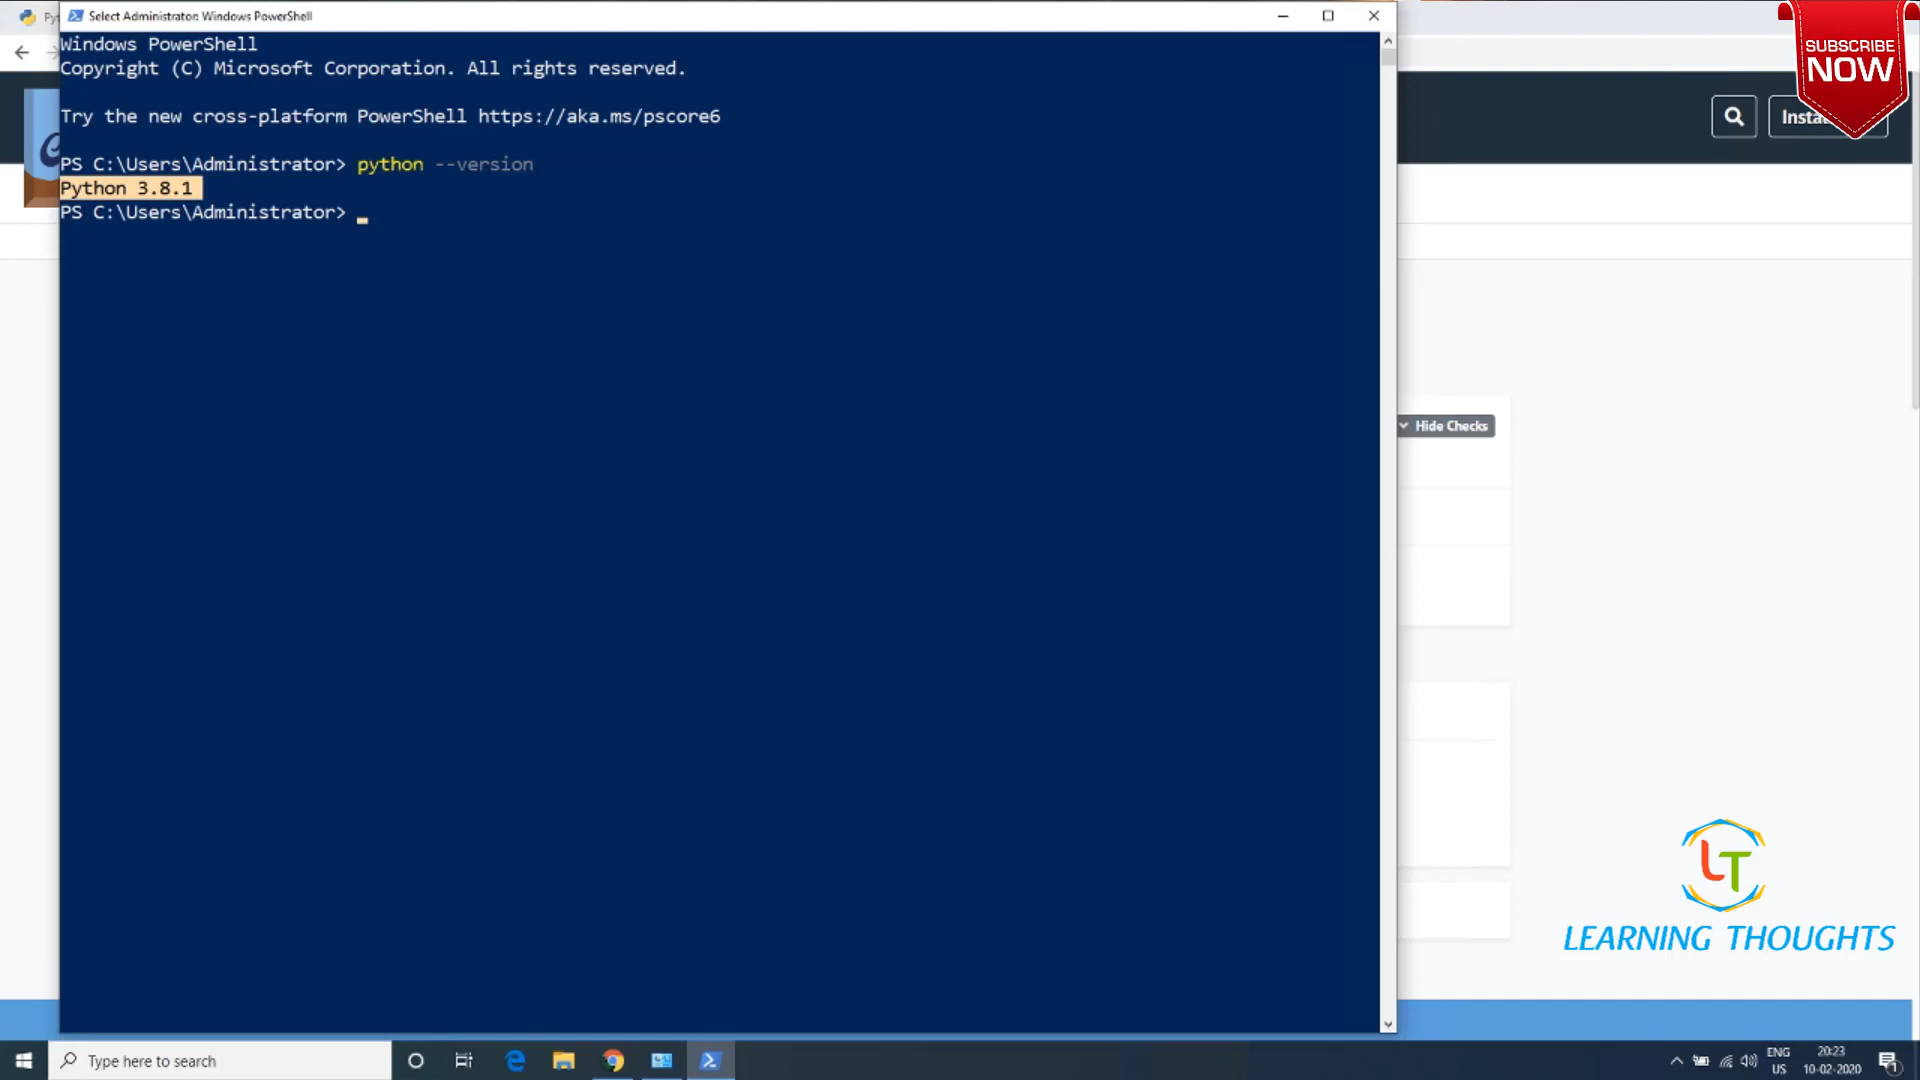 Select Administrator: Windows PowerShell
Windows PowerShell
Copyright (C) Microsoft Corporation. All rights reserved.
Try the new cross-platform PowerShell https://aka.ms/pscore6
PS C:\Users\Administrator> python --version
Python 3.8.1
PS C:\Users\Administrator>
SUBSCRIBE
NOW
Hide Checks
LT
LEARNING THOUGHTS
Type here to search
ENG
US
20:23
10-02-2020
1